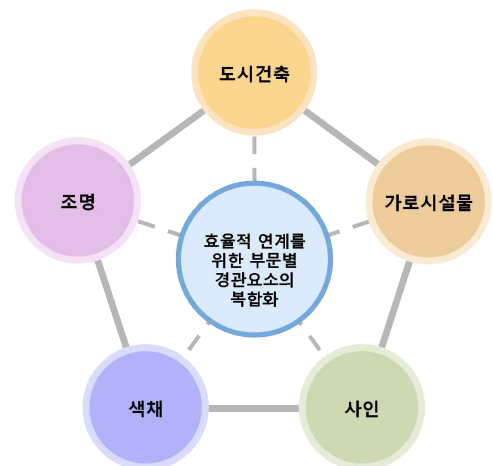 도시건축
조명
가로시설물
효율적 연계를
위한 부문별
경관요소의
복합화
색채
사인